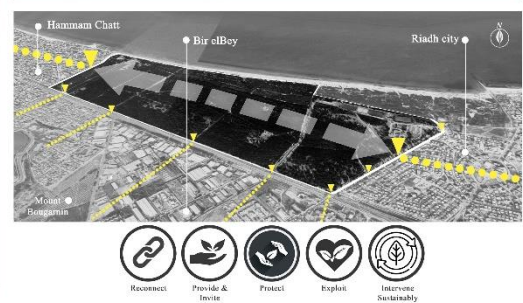 Hammam Chatt
Bir elBey
Riadh city
N
Mount
Bougarnin
Reconnect
Provide &
Invite
Protect
Exploit
Intervene
Sustainably